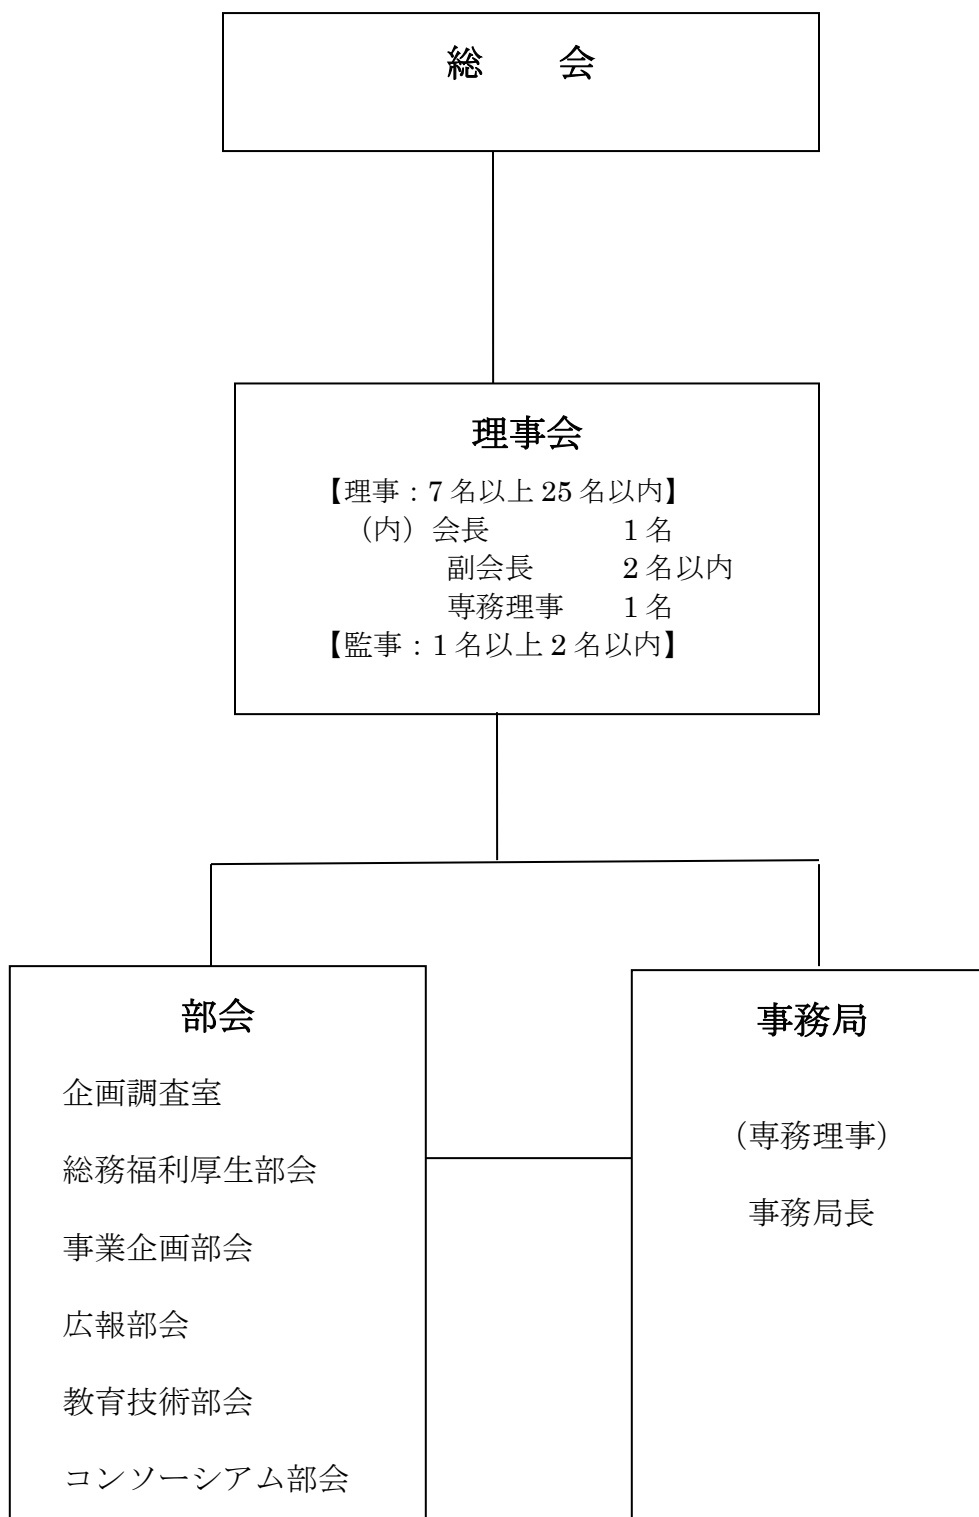 総　　会
理事会
【理事：7名以上25名以内】
（内）会長　　　　1名
副会長　　　2名以内
専務理事　　1名
【監事：1名以上2名以内】
部会
企画調査室
総務福利厚生部会
事業企画部会
広報部会
教育技術部会
コンソーシアム部会
事務局
（専務理事）
事務局長